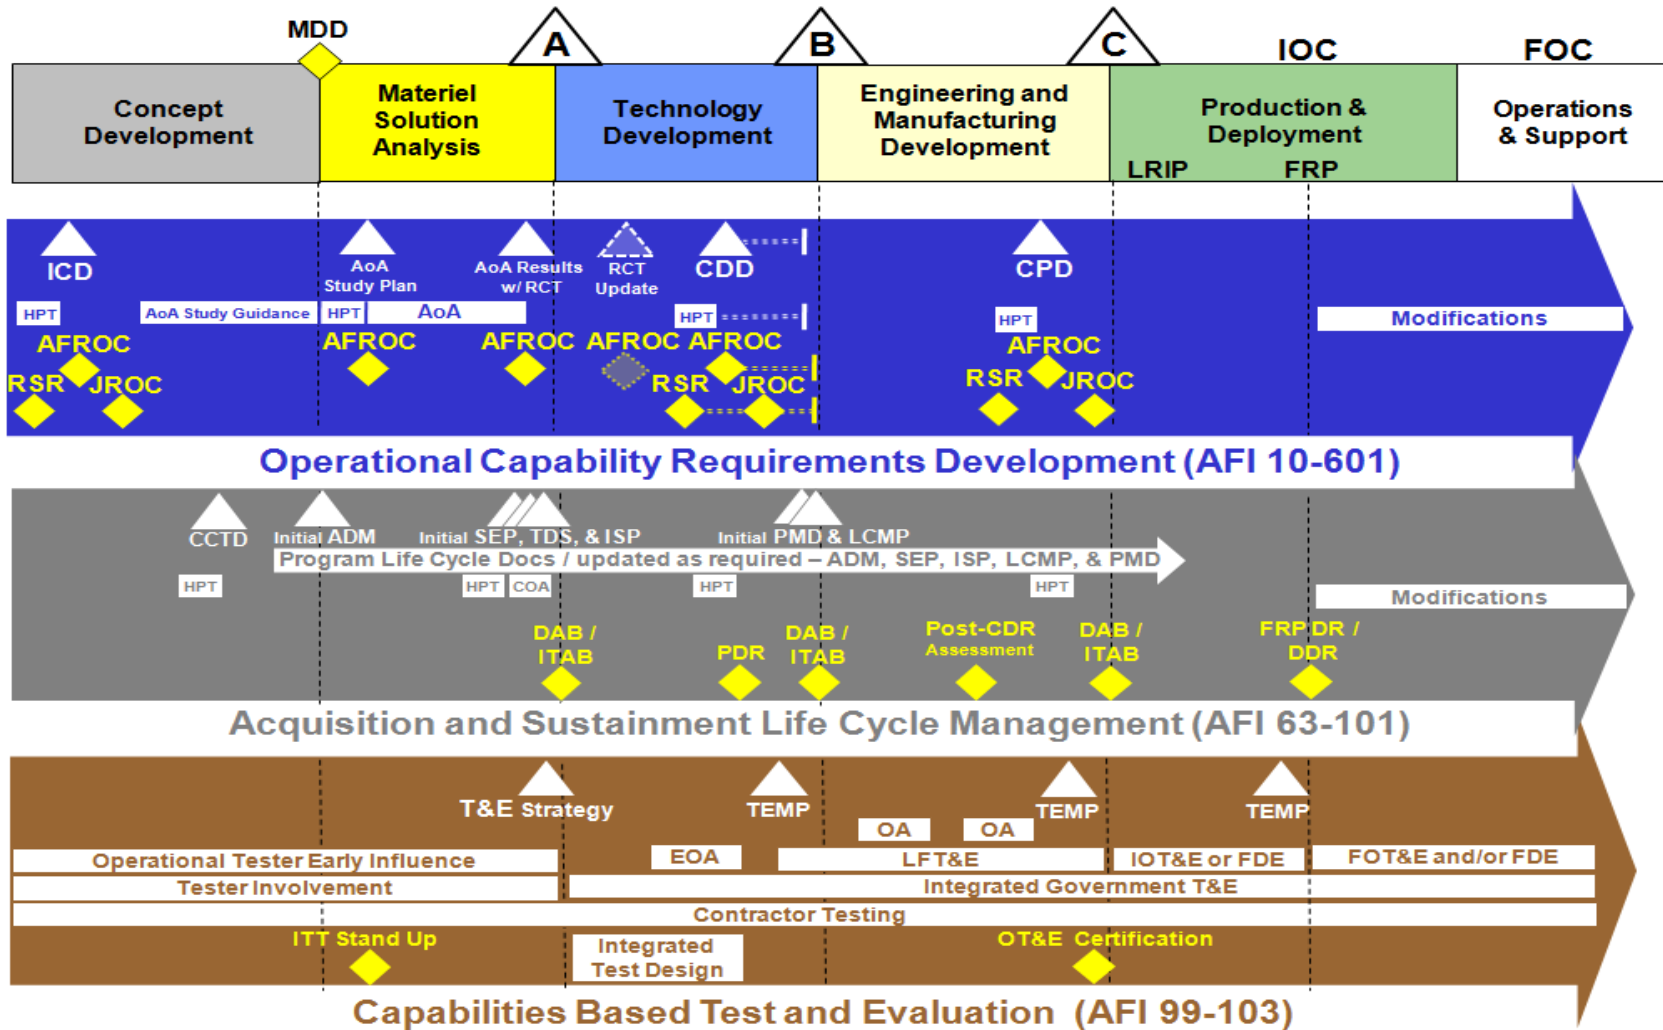 MDD
A
B
C
IOC
FOC
Concept
Development
Materiel
Solution
Analysis
Technology
Development
Engineering and
Manufacturing
Development
Production &
Deployment
LRIP
FRP
Operations
& Support
ICD
AoA
Study Plan
AoA Results
w/ RCT
RCT
Update
CDD
CPD
HPT
AoA Study Guidance
HPT
AoA
HPT
HPT
Modifications
AFROC
AFROC
AFROC
AFROC
AFROC
AFROC
RSR
JROC
RSR
JROC
RSR
JROC
Operational Capability Requirements Development (AFI 10-601)
CCTD
Initial ADM
Initial SEP, TDS, & ISP
Initial PMD & LCMP
Program Life Cycle Docs / updated as required – ADM, SEP, ISP, LCMP, & PMD
HPT
HPT
COA
HPT
HPT
Modifications
DAB /
ITAB
PDR
DAB /
ITAB
Post-CDR
Assessment
DAB /
ITAB
FRP DR /
DDR
Acquisition and Sustainment Life Cycle Management (AFI 63-101)
T&E Strategy
TEMP
TEMP
TEMP
OA
OA
Operational Tester Early Influence
EOA
LFT&E
IOT&E or FDE
FOT&E and/or FDE
Tester Involvement
Integrated Government T&E
Contractor Testing
ITT Stand Up
Integrated
Test Design
OT&E Certification
Capabilities Based Test and Evaluation (AFI 99-103)